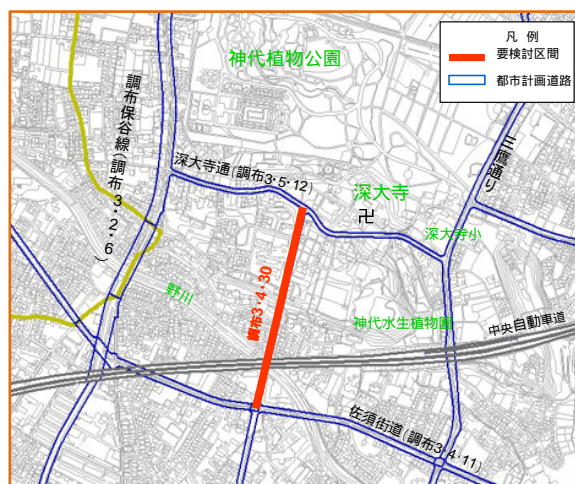 凡 例
要検討区間
都市計画道路
神代植物公園
調布保谷線(調布3・2・6)
三鷹通り
深大寺通(調布3・5・12)
深大寺
卍
深大寺小
野川
調布3・4・30
神代水生植物園
中央自動車道
佐須街道(調布3・4・11)